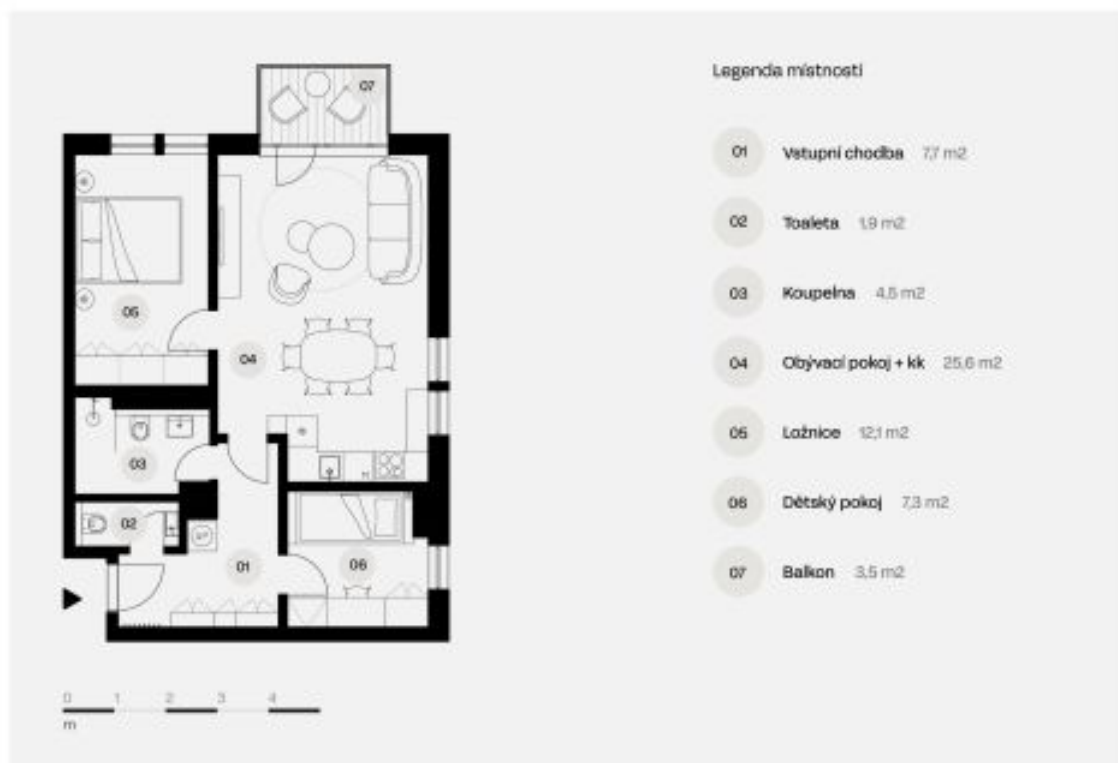 Legenda místností
01 Vstupní chodba 7,7 m2
02 Toaleta 1,9 m2
03 Koupelna 4,5 m2
04 Obývací pokoj + kk 25,6 m2
05 Ložnice 12,1 m2
06 Dětský pokoj 7,3 m2
07 Balkon 3,5 m2
07
05
04
03
02
01
06
0 1 2 3 4
m